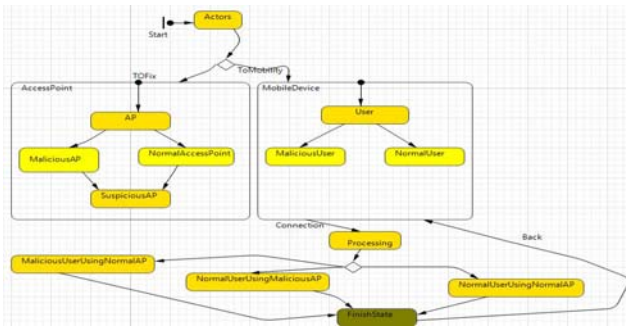 Actors
Start
ToMobility
TOFix
AccessPoint
MobileDevice
AP
User
MaliciousAP
NormalAccessPoint
MaliciousUser
NormalUser
SuspiciousAP
Connection
Processing
Back
MaliciousUserUsingNormalAP
NormalUserUsingMaliciousAP
NormalUserUsingNormalAP
FinishState